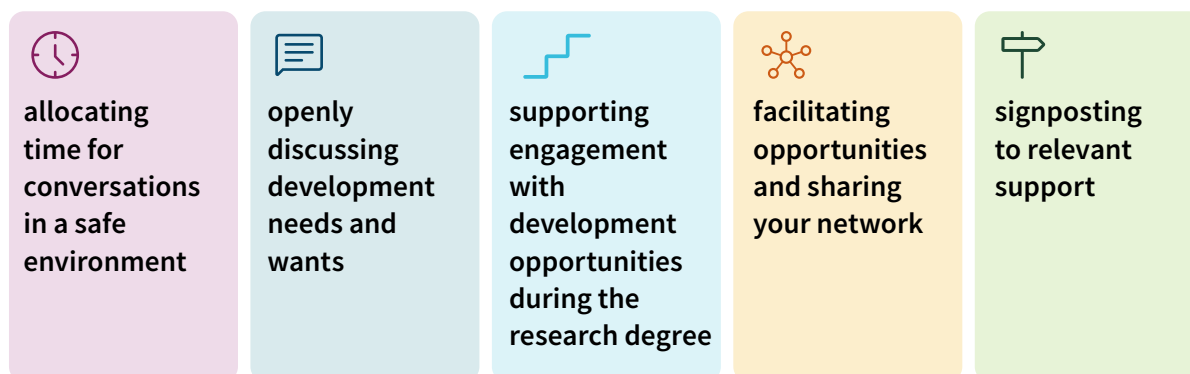 allocating
time for
conversations
in a safe
environment
openly
discussing
development
needs and
wants
supporting
engagement
with
development
opportunities
during the
research degree
facilitating
opportunities
and sharing
your network
signposting
to relevant
support